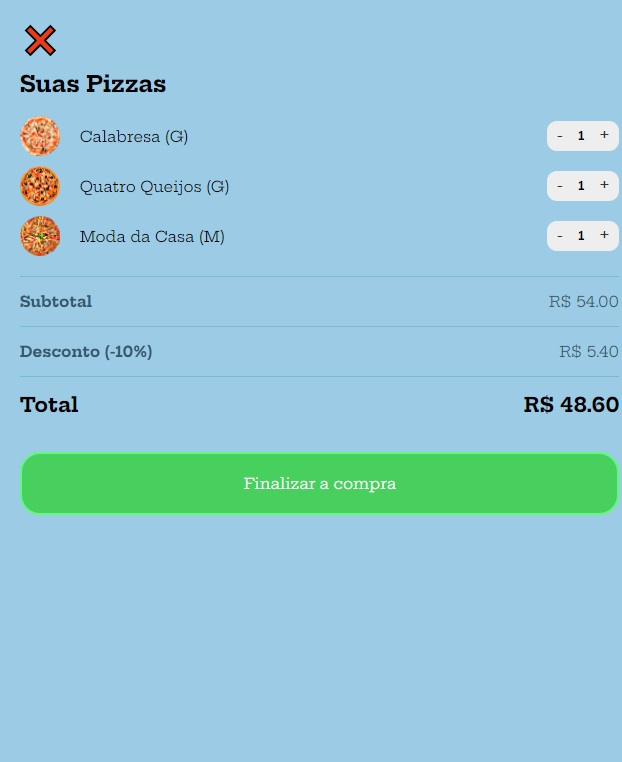 Suas Pizzas
Calabresa (G) - 1 +
Quatro Queijos (G) - 1 +
Moda da Casa (M) - 1 +
Subtotal R$ 54.00
Desconto (-10%) R$ 5.40
Total R$ 48.60
Finalizar a compra